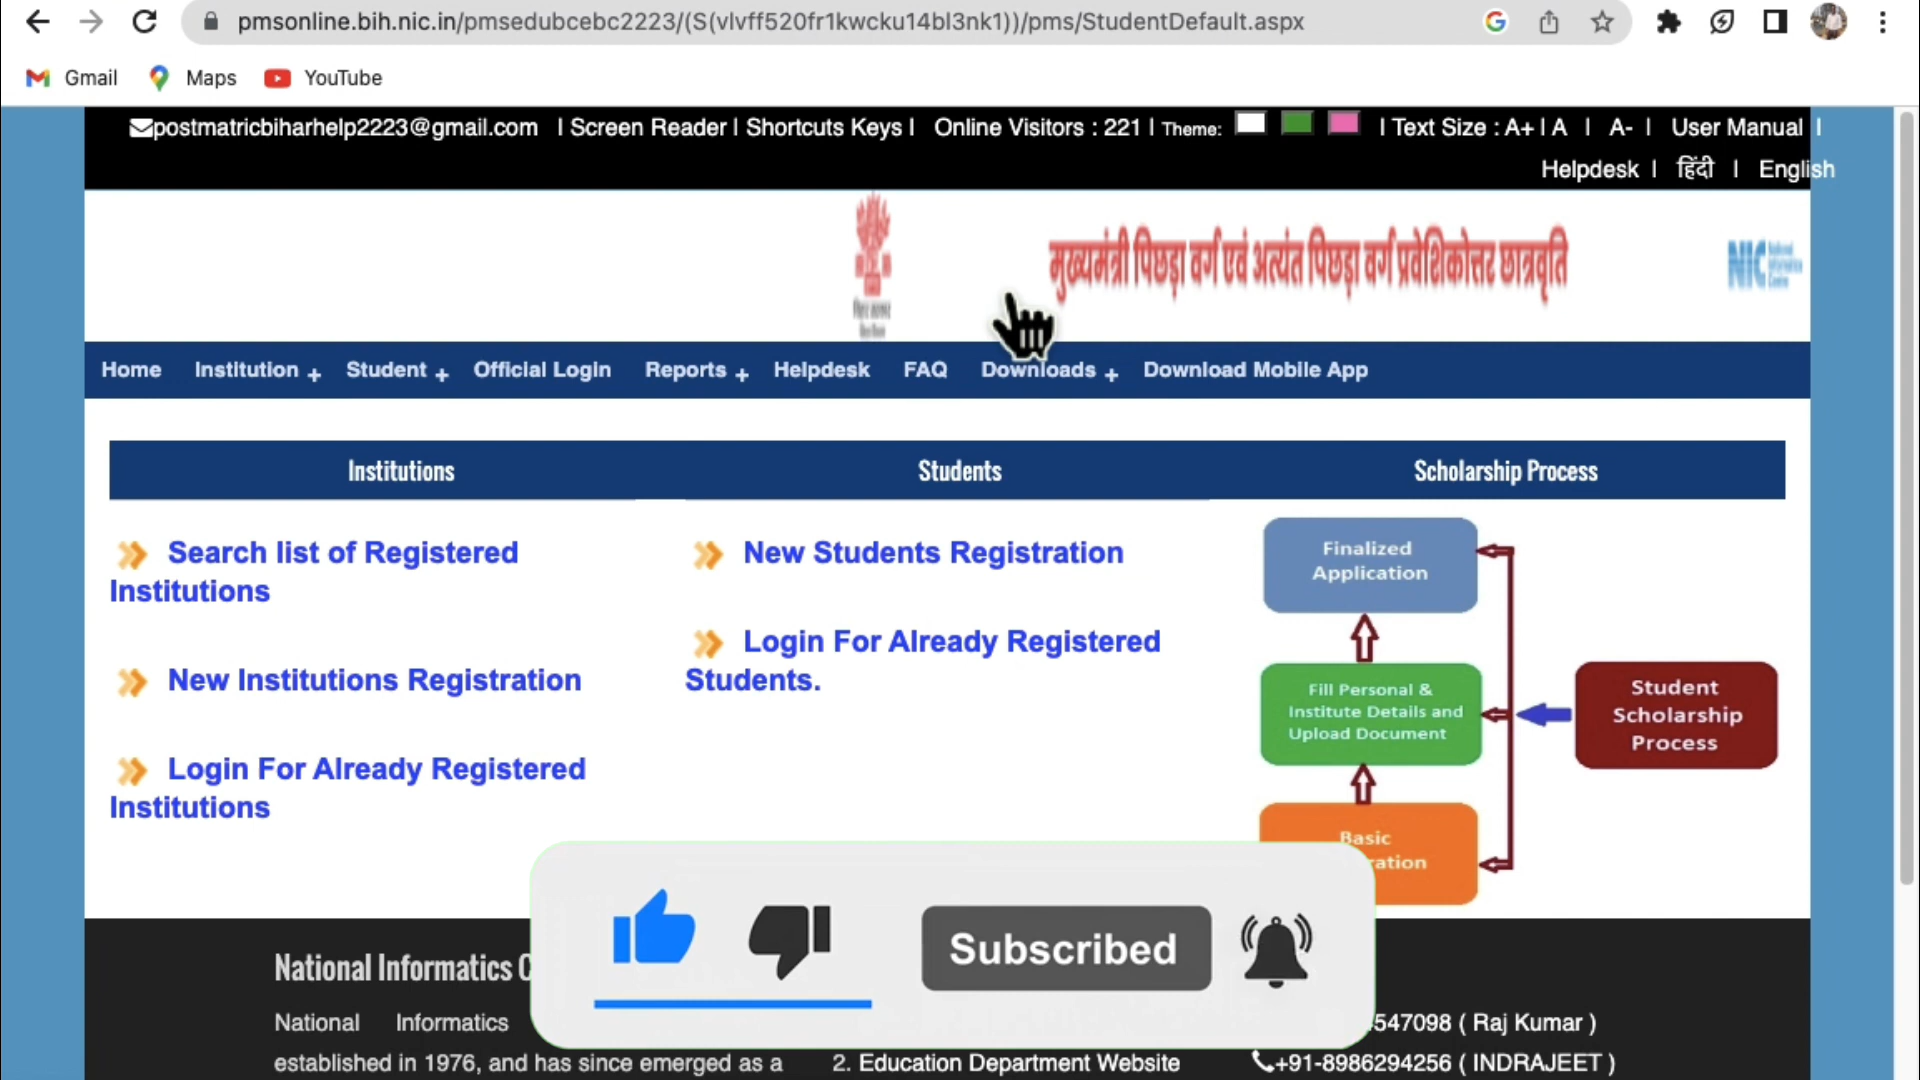 pmsonline.bih.nic.in/pmsedubcebc2223/(S(vlvff520fr1kwcku14bl3nk1))/pms/StudentDefault.aspx
Gmail Maps YouTube
postmatricbiharhelp2223@gmail.com | Screen Reader | Shortcuts Keys | Online Visitors : 221 | Theme: | Text Size : A+ | A | A- | User Manual |
Helpdesk | हिंदी | English
मुख्यमंत्री पिछड़ा वर्ग एवं अत्यंत पिछड़ा वर्ग प्रवेशिकोत्तर छात्रवृति
NIC
Home Institution + Student + Official Login Reports + Helpdesk FAQ Downloads + Download Mobile App
Institutions
Students
Scholarship Process
Search list of Registered
Institutions
New Institutions Registration
Login For Already Registered
Institutions
New Students Registration
Login For Already Registered
Students.
Finalized
Application
Fill Personal &
Institute Details and
Upload Document
Student
Scholarship
Process
Basic
ration
Subscribed
National Informatics C
National Informatics
established in 1976, and has since emerged as a
2. Education Department Website
547098 ( Raj Kumar )
+91-8986294256 ( INDRAJEET )